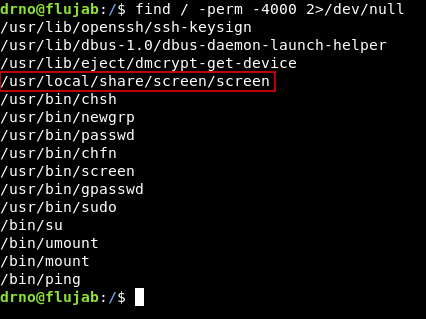 drno@flujab:/$ find / -perm -4000 2>/dev/null
/usr/lib/openssh/ssh-keysign
/usr/lib/dbus-1.0/dbus-daemon-launch-helper
/usr/lib/eject/dmcrypt-get-device
/usr/local/share/screen/screen
/usr/bin/chsh
/usr/bin/newgrp
/usr/bin/passwd
/usr/bin/chfn
/usr/bin/screen
/usr/bin/gpasswd
/usr/bin/sudo
/bin/su
/bin/umount
/bin/mount
/bin/ping
drno@flujab:/$